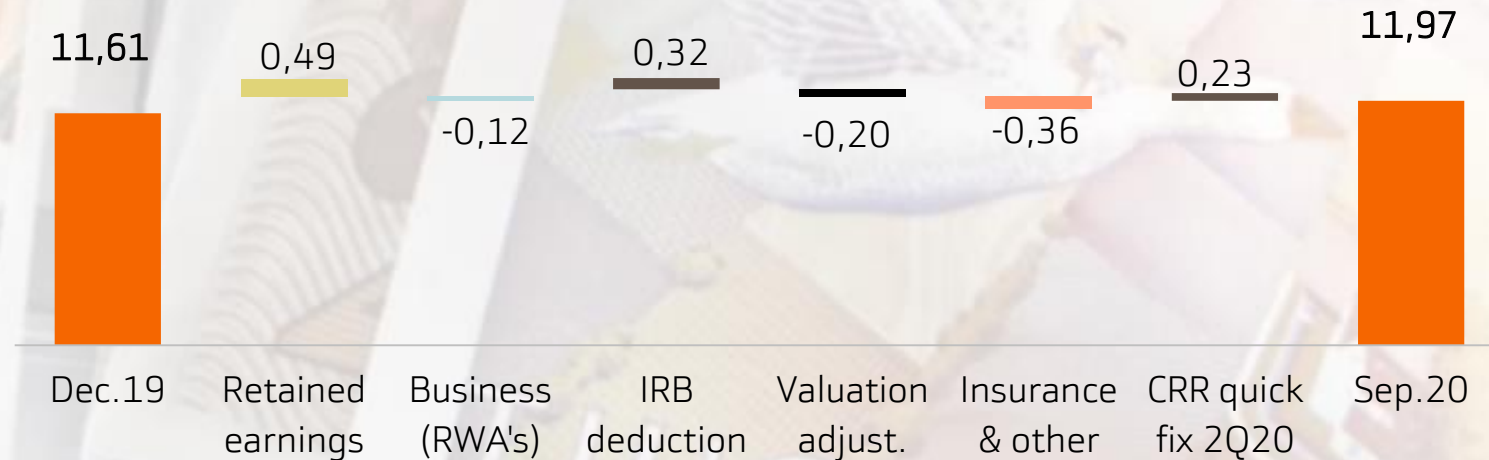 11,61
0,49
-0,12
0,32
-0,20
-0,36
0,23
11,97
Dec.19
Retained
earnings
Business
(RWA's)
IRB
deduction
Valuation
adjust.
Insurance
& other
CRR quick
fix 2Q20
Sep.20